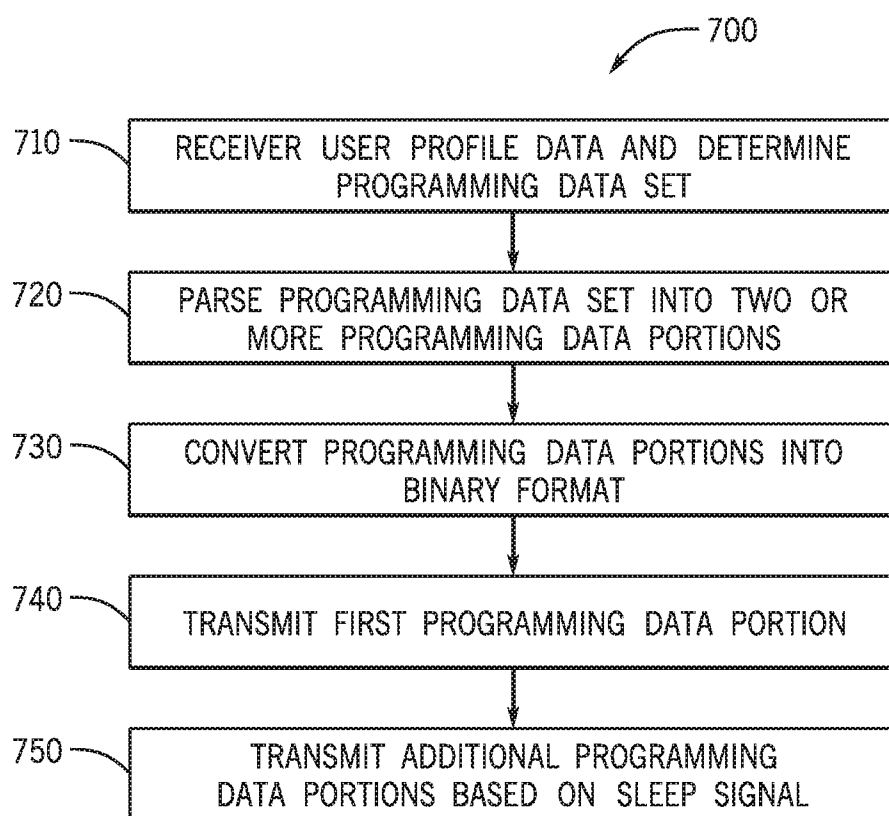 700
710
RECEIVER USER PROFILE DATA AND DETERMINE
PROGRAMMING DATA SET
720
PARSE PROGRAMMING DATA SET INTO TWO OR
MORE PROGRAMMING DATA PORTIONS
730
CONVERT PROGRAMMING DATA PORTIONS INTO
BINARY FORMAT
740
TRANSMIT FIRST PROGRAMMING DATA PORTION
750
TRANSMIT ADDITIONAL PROGRAMMING
DATA PORTIONS BASED ON SLEEP SIGNAL